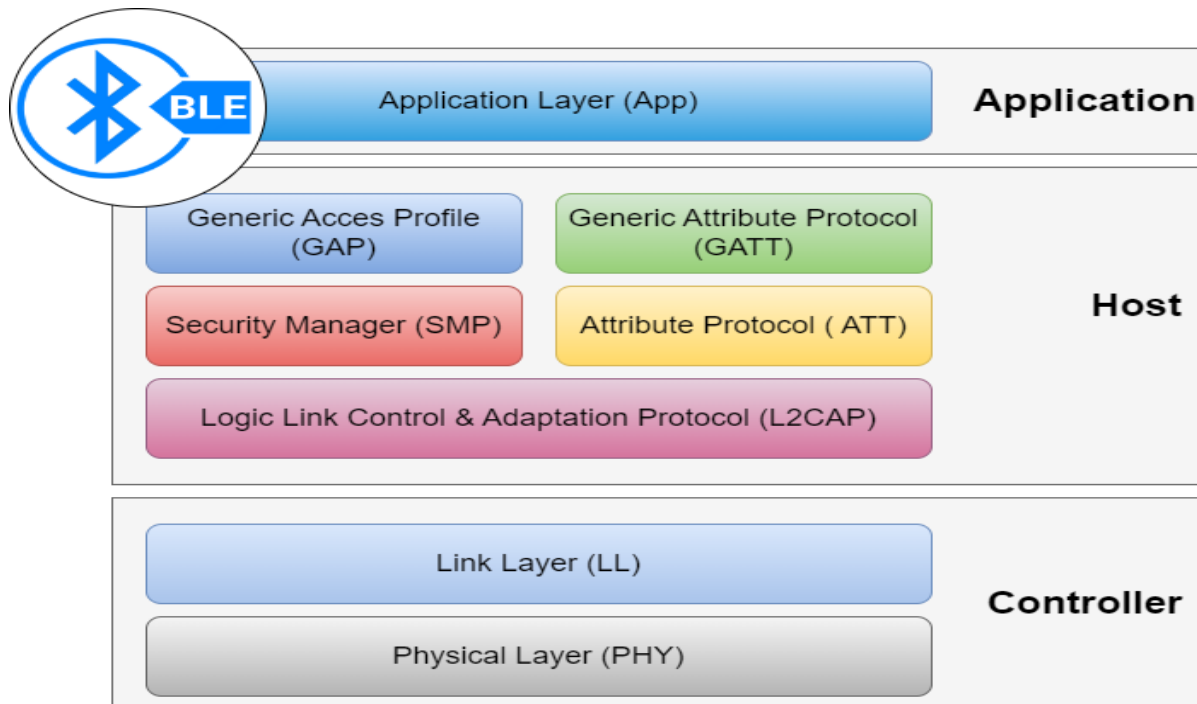 BLE
Application Layer (App)
Application
Generic Acces Profile
(GAP)
Generic Attribute Protocol
(GATT)
Host
Security Manager (SMP)
Attribute Protocol ( ATT)
Logic Link Control & Adaptation Protocol (L2CAP)
Link Layer (LL)
Controller
Physical Layer (PHY)